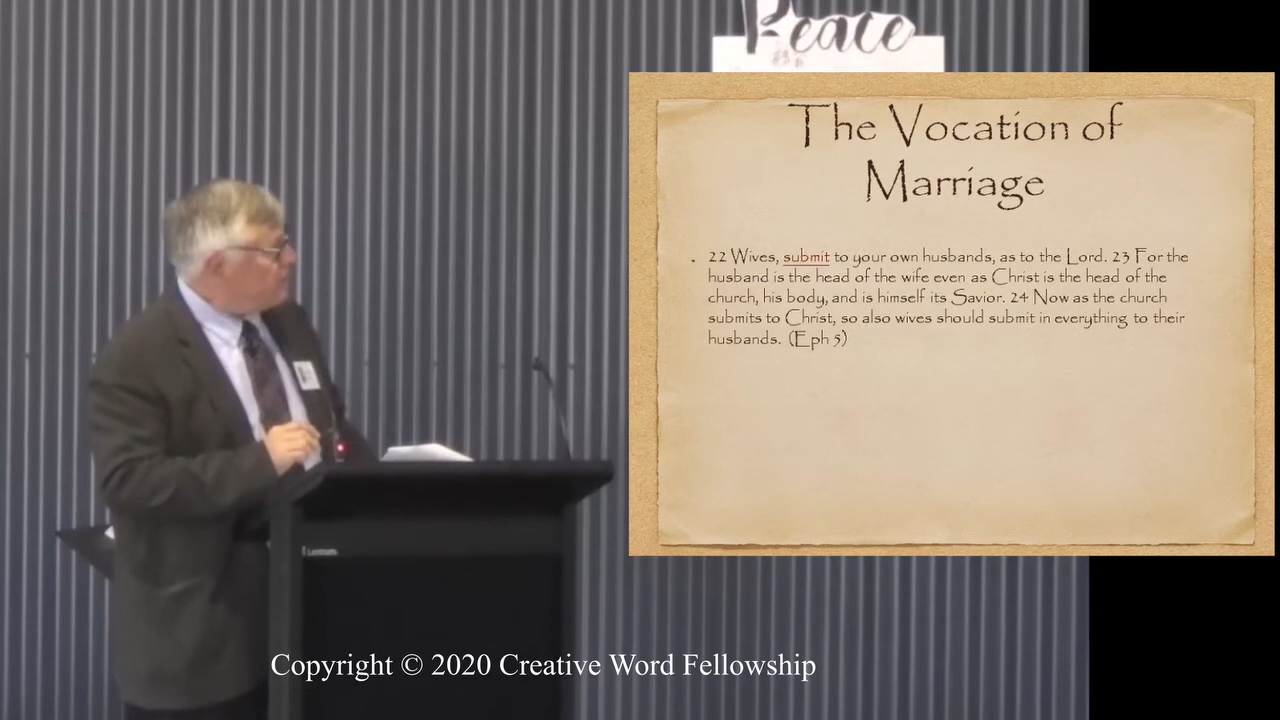 Peace
The Vocation of
Marriage
. 22 Wives, submit to your own husbands, as to the Lord. 23 For the
husband is the head of the wife even as Christ is the head of the
church, his body, and is himself its Savior. 24 Now as the church
submits to Christ, so also wives should submit in everything to their
husbands. (Eph 5)
Copyright © 2020 Creative Word Fellowship